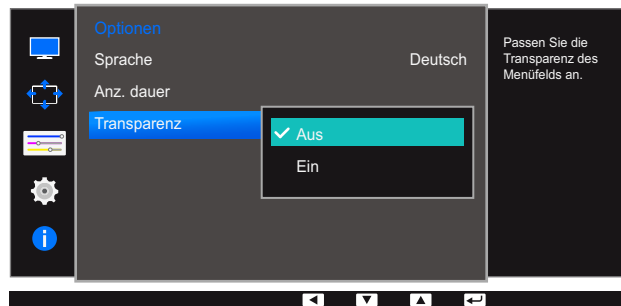 Optionen
Sprache Deutsch
Anz. dauer
Transparenz
Aus
Ein
Passen Sie die
Transparenz des
Menüfelds an.